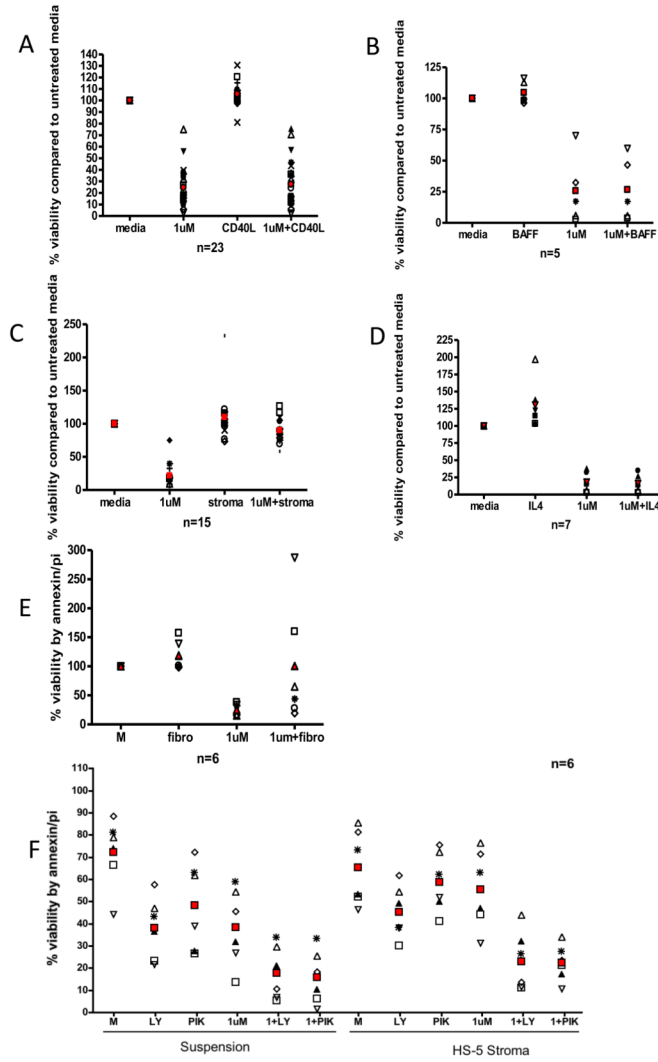 A
% viability compared to untreated media
140
130
120
110
100
90
80
70
60
50
40
30
20
10
0
media 1uM CD40L 1uM+CD40L
n=23
B
% viability compared to untreated media
125
100
75
50
25
0
media BAFF 1uM 1uM+BAFF
n=5
C
% viability compared to untreated media
250
200
150
100
50
0
media 1uM stroma 1uM+stroma
n=15
D
% viability compared to untreated media
225
200
175
150
125
100
75
50
25
0
media IL4 1uM 1uM+IL4
n=7
E
% viability by annexin/pi
300
250
200
150
100
50
0
M fibro 1uM 1um+fibro
n=6
n=6
F
% viability by annexin/pi
110
100
90
80
70
60
50
40
30
20
10
0
M LY PIK 1uM 1+LY 1+PIK M LY PIK 1uM 1+LY 1+PIK
Suspension HS-5 Stroma